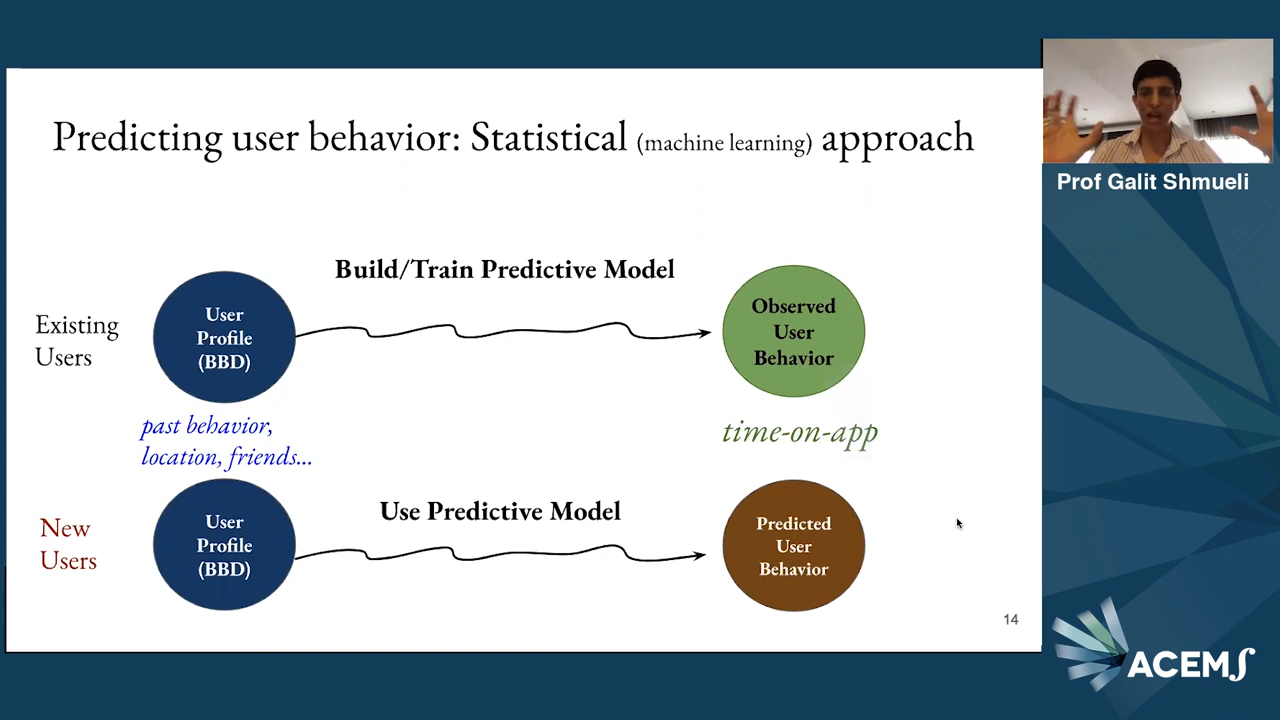 Predicting user behavior: Statistical (machine learning) approach
Prof Galit Shmueli
Build/Train Predictive Model
Existing
Users
User
Profile
(BBD)
Observed
User
Behavior
past behavior,
location, friends...
time-on-app
Use Predictive Model
New
Users
User
Profile
(BBD)
Predicted
User
Behavior
14
ACEMS